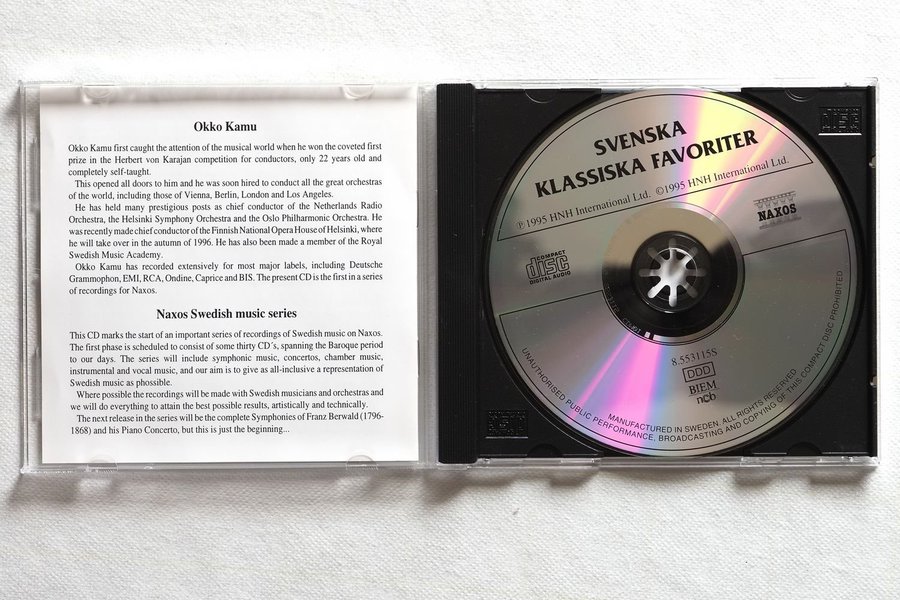 Okko Kamu
Okko Kamu first caught the attention of the musical world when he won the coveted first
prize in the Herbert von Karajan competition for conductors, only 22 years old and
completely self-taught.
This opened all doors to him and he was soon hired to conduct all the great orchestras
of the world, including those of Vienna, Berlin, London and Los Angeles.
He has held many prestigious posts as chief conductor of the Netherlands Radio
Orchestra, the Helsinki Symphony Orchestra and the Oslo Philharmonic Orchestra. He
was recently made chief conductor of the Finnish National Opera House of Helsinki, where
he will take over in the autumn of 1996. He has also been made a member of the Royal
Swedish Music Academy.
Okko Kamu has recorded extensively for most major labels, including Deutsche
Grammophon, EMI, RCA, Ondine, Caprice and BIS. The present CD is the first in a series
of recordings for Naxos.
Naxos Swedish music series
This CD marks the start of an important series of recordings of Swedish music on Naxos.
The first phase is scheduled to consist of some thirty CD´s, spanning the Baroque period
to our days. The series will include symphonic music, concertos, chamber music,
instrumental and vocal music, and our aim is to give as all-inclusive a representation of
Swedish music as phossible.
Where possible the recordings will be made with Swedish musicians and orchestras and
we will do everything to attain the best possible results, artistically and technically.
The next release in the series will be the complete Symphonies of Franz Berwald (1796-
1868) and his Piano Concerto, but this is just the beginning...
SVENSKA
KLASSISKA FAVORITER
℗1995 HNH International Ltd. ©1995 HNH International Ltd.
COMPACT
disc
DIGITAL AUDIO
NAXOS
8.553115S
DDD
BIEM
ncb
MANUFACTURED IN SWEDEN. ALL RIGHTS RESERVED
UNAUTHORISED PUBLIC PERFORMANCE, BROADCASTING AND COPYING OF THIS COMPACT DISC PROHIBITED